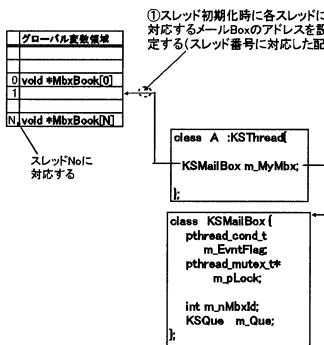 ①スレッド初期化時に各スレッドに
対応するメールBoxのアドレスを設
定する(スレッド番号に対応した配
グローバル変数領域
0 void *MbxBook[0]
1
N void *MbxBook[N]
スレッドNoに
対応する
class A :KSThread{
KSMailBox m_MyMbx;
};
class KSMailBox {
pthread_cond_t
m_EvntFlag;
pthread_mutex_t*
m_pLock;
int m_nMbxId;
KSQue m_Que;
};